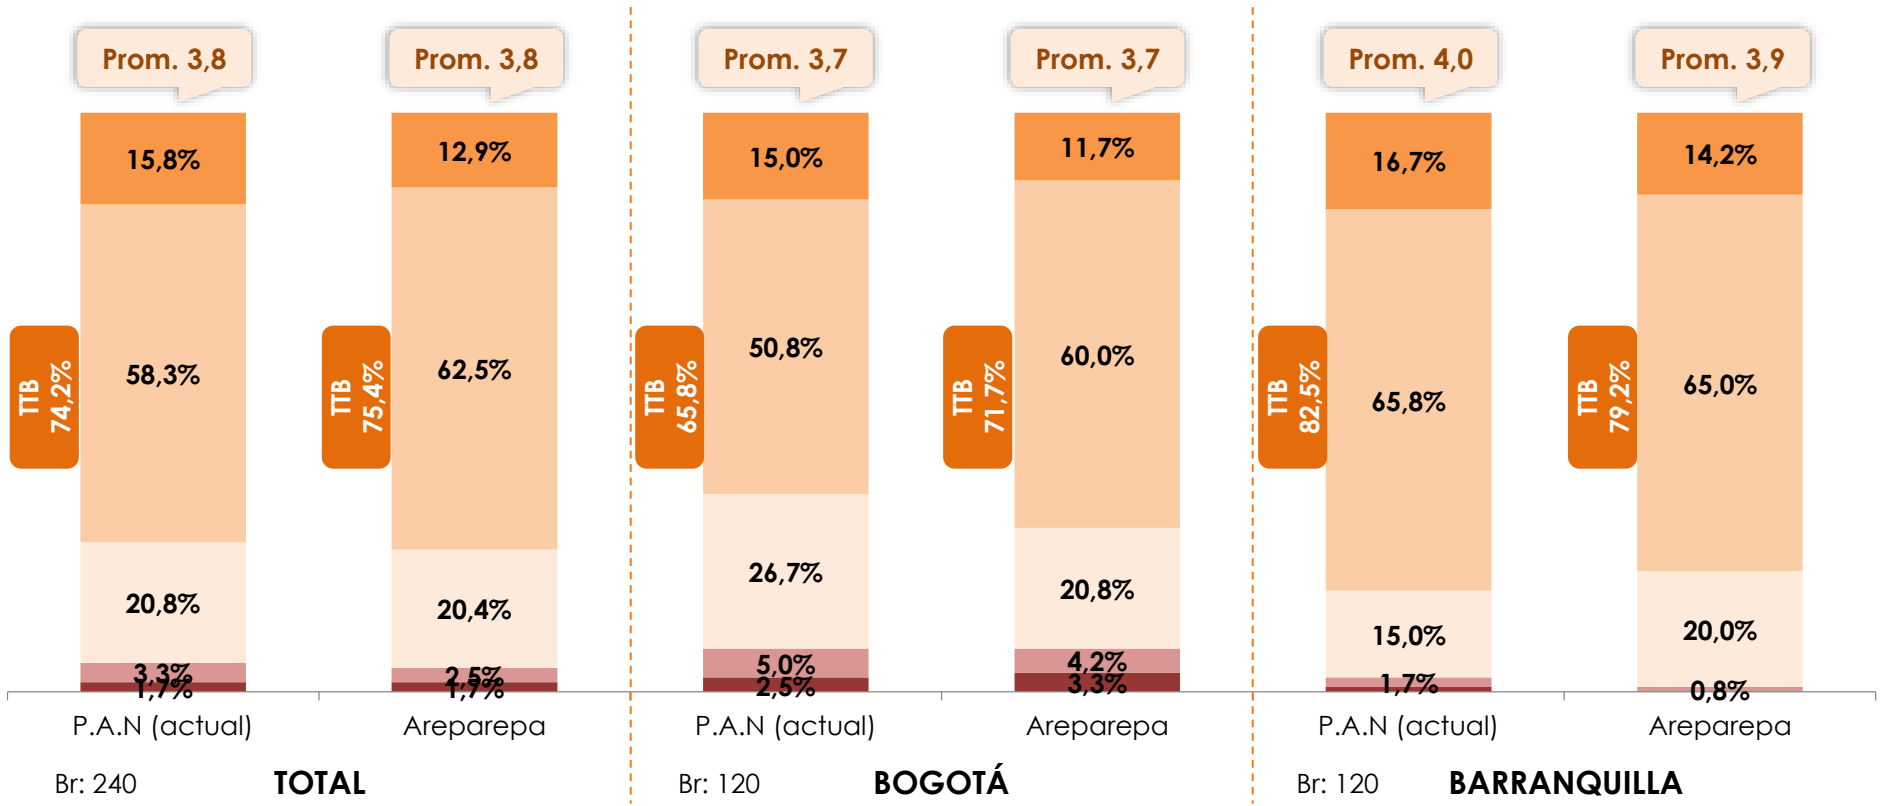 Prom. 3,8
Prom. 3,8
Prom. 3,7
Prom. 3,7
Prom. 4,0
Prom. 3,9
15,8%
12,9%
15,0%
11,7%
16,7%
14,2%
58,3%
62,5%
50,8%
60,0%
65,8%
65,0%
TTB
74,2%
TTB
75,4%
TTB
65,8%
TTB
71,7%
TTB
82,5%
TTB
79,2%
20,8%
20,4%
26,7%
20,8%
15,0%
20,0%
3,3%
2,5%
5,0%
4,2%
1,7%
0,8%
1,7%
1,7%
2,5%
3,3%
P.A.N (actual)
Areparepa
P.A.N (actual)
Areparepa
P.A.N (actual)
Areparepa
Br: 240
TOTAL
Br: 120
BOGOTÁ
Br: 120
BARRANQUILLA